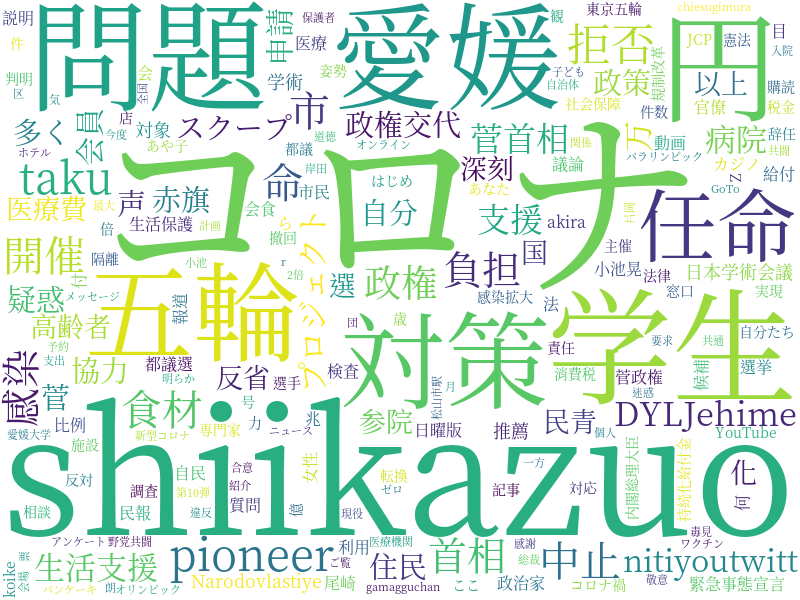 問題
愛媛
円
コロナ
五輪
対策
学生
任命
shiikazuo
説明
件
判明
区
気
保護者
申請
医療
姿勢
全国
会
学術
店
会員
多く
対象
今度
ホテル
あや子
道徳
スクープ
市
オンライン
都議
岸田
政権交代
東京五輪
観
子ども
自治体
拒否
政策
社会保障
規制改革
chiesugimura
JCP
憲法
目
入院
以上
官僚
購読
税金
件数
万
動画
病院
辞任
共闘
パラリンピック
菅首相
関係
深刻
議論
あなた
カジノ
Z
GoTo
給付
片岡
taku
声
赤旗
命
市民
はじめ
自分
支援
akira
国
主催
小池晃
法律
日本学術会議
窓口
実現
医療費
最大
生活保護
会食
ら
倍
計画
撤回
開催
隔離
小池
r
2倍
プロジェクト
選
政権
負担
感染拡大
法
自分たち
疑惑
付
メッセージ
報道
高齢者
予約
支出
団
歳
責任
要求
共通
候補
選挙
感染
菅
協力
都議選
明らか
反省
選手
検査
消費税
菅政権
迷惑
松山市駅
月
食材
比例
号
力
兆
参院
日曜版
推薦
民青
DYLJehime
個人
YouTube
愛媛大学
施設
新型コロナ
専門家
ニュース
反対
自民
合意
女性
転換
一方
内閣総理大臣
持続化給付金
化
何
相談
調査
第10弾
紹介
質問
億
ゼロ
記事
対応
アンケート
野党共闘
民報
違反
現役
毒見
ワクチン
koike
会場
票
生活支援
pioneer
利用
医療機関
住民
首相
感謝
総裁
中止
nitiyoutwitt
パンケーキ
朗
オリンピック
Narodovlastiye
ご覧
尾崎
gamagguchan
ここ
政治家
コロナ禍
敬意
緊急事態宣言